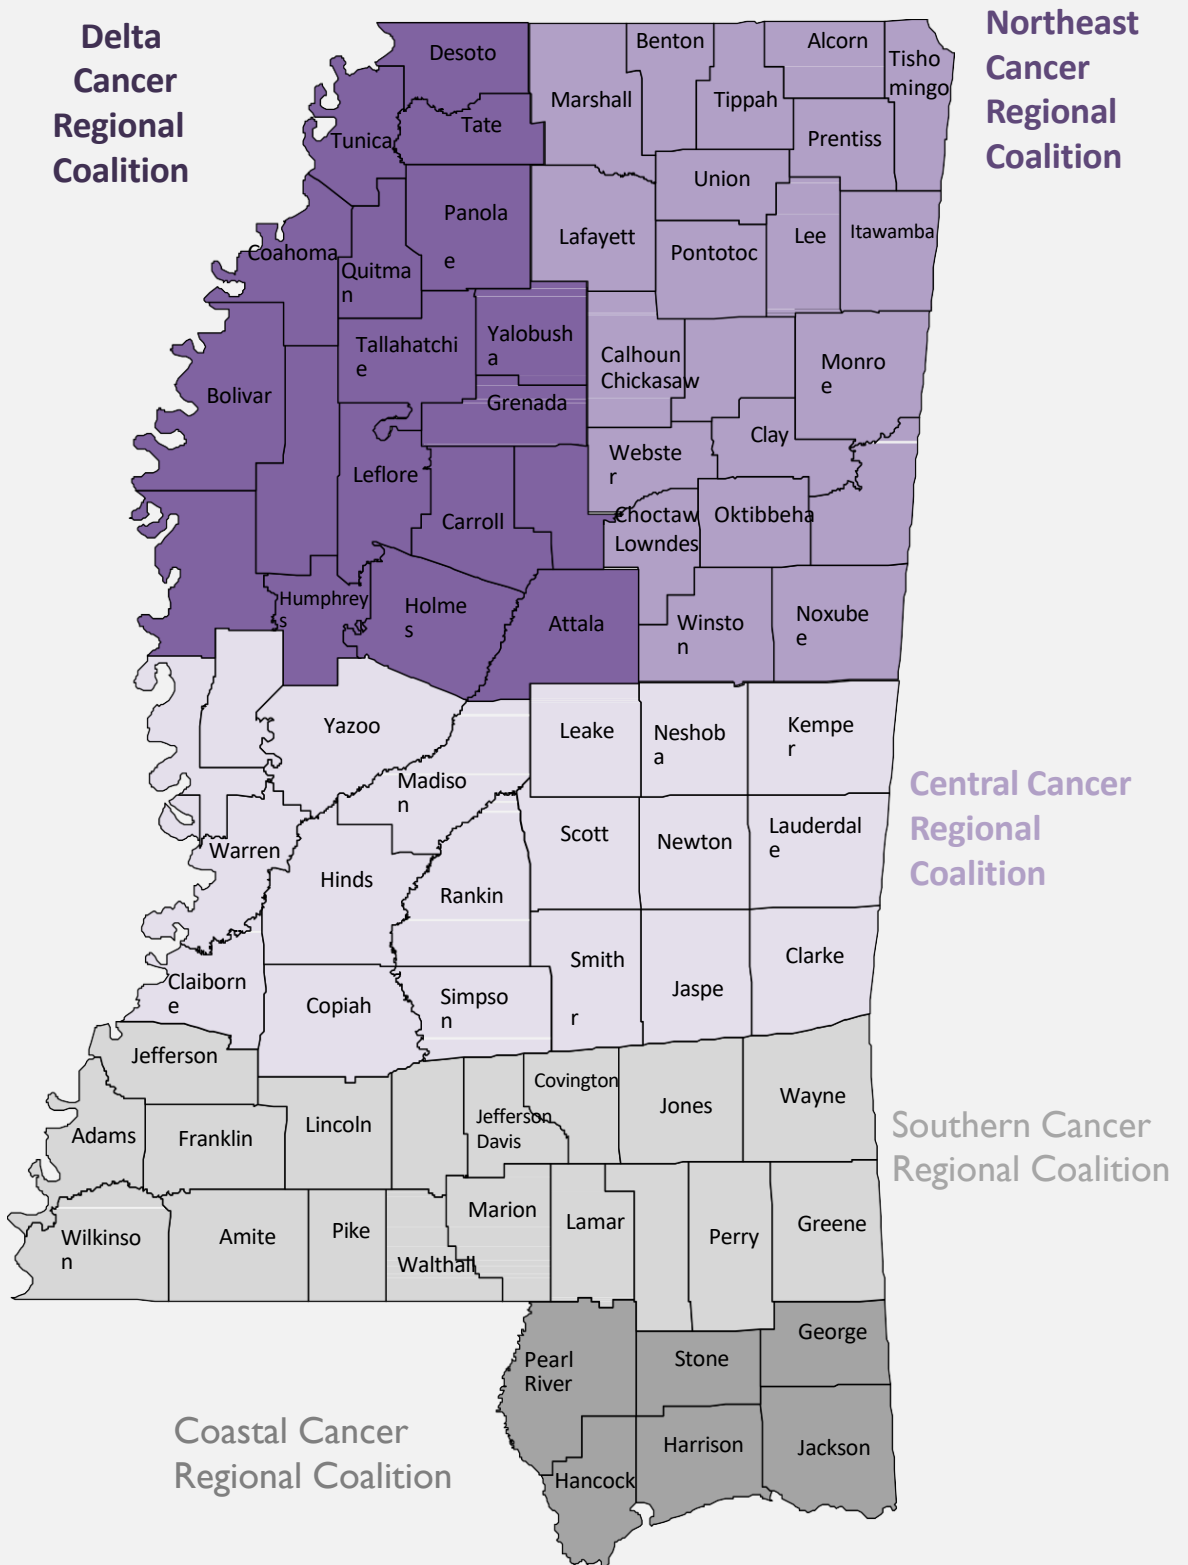 Delta
Cancer
Regional
Coalition
Northeast
Cancer
Regional
Coalition
Desoto
Benton
Alcorn
Tisho
mingo
Marshall
Tippah
Tate
Tunica
Prentiss
Union
Panola
e
Lafayett
Lee
Itawamba
Pontotoc
Coahoma
Quitma
n
Tallahatchi
e
Yalobush
a
Calhoun
Chickasaw
Monro
e
Bolivar
Grenada
Clay
Webste
r
Leflore
Carroll
Choctaw
Lowndes
Oktibbeha
Humphrey
s
Holme
s
Attala
Winsto
n
Noxube
e
Yazoo
Leake
Neshob
a
Kempe
r
Madiso
n
Central Cancer
Regional
Coalition
Scott
Newton
Lauderdal
e
Warren
Hinds
Rankin
Smith
r
Jaspe
Clarke
Claiborn
e
Copiah
Simpso
n
Jefferson
Covington
Jones
Wayne
Adams
Franklin
Lincoln
Jefferson
Davis
Southern Cancer
Regional Coalition
Wilkinso
n
Amite
Pike
Walthall
Marion
Lamar
Perry
Greene
Pearl
River
Stone
George
Coastal Cancer
Regional Coalition
Hancock
Harrison
Jackson